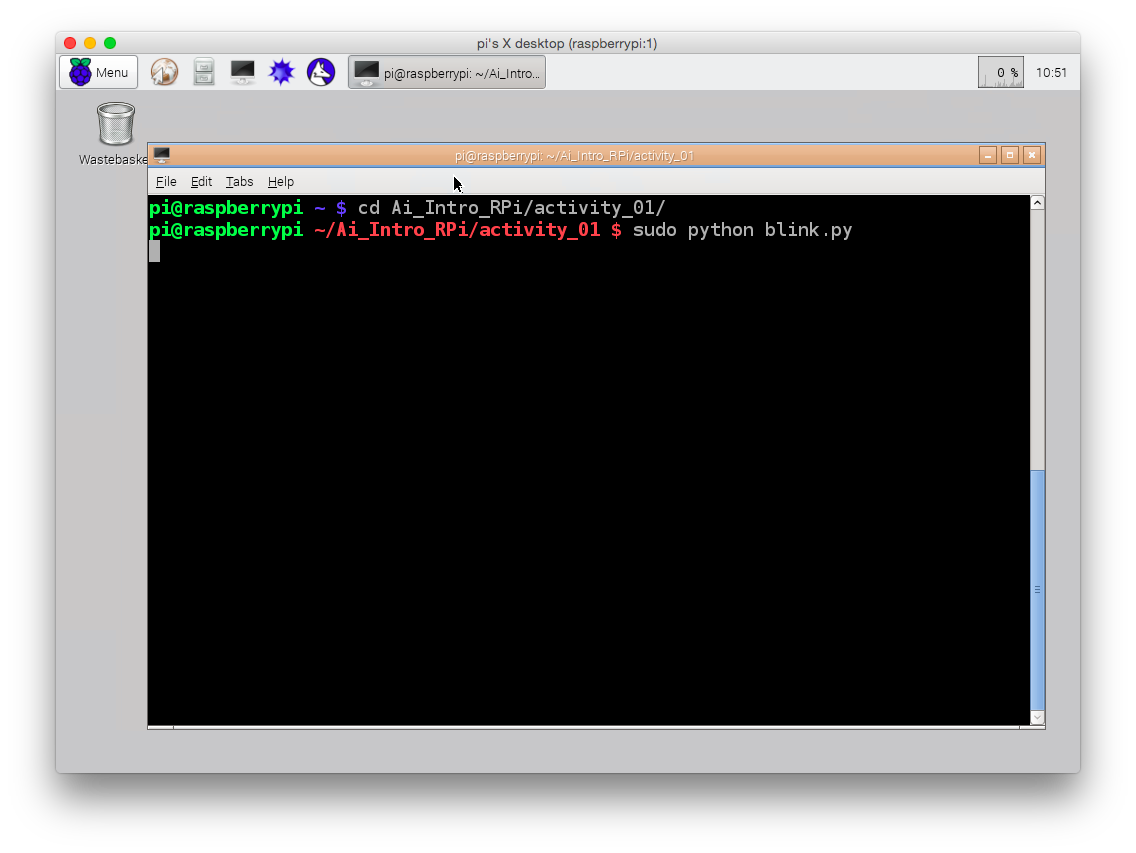 pi's X desktop (raspberrypi:1)
Menu
pi@raspberrypi: ~/Ai_Intro...
0 %
10:51
Wastebaske
pi@raspberrypi: ~/Ai_Intro_RPi/activity_01
File Edit Tabs Help
pi@raspberrypi ~ $ cd Ai_Intro_RPi/activity_01/
pi@raspberrypi ~/Ai_Intro_RPi/activity_01 $ sudo python blink.py